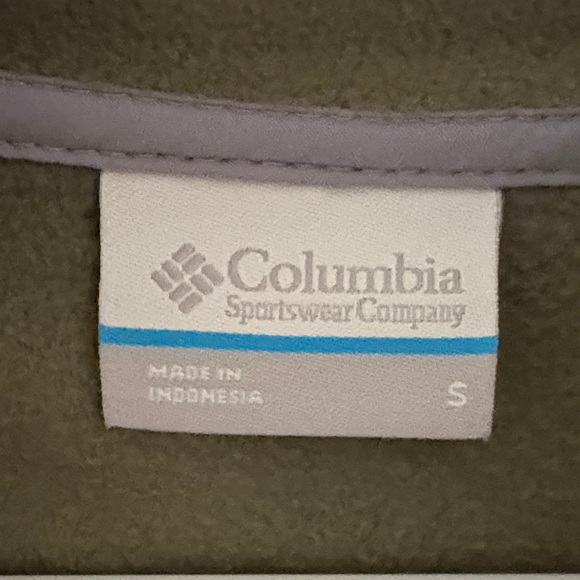 Columbia
Sportswear Company
MADE IN
INDONESIA
S